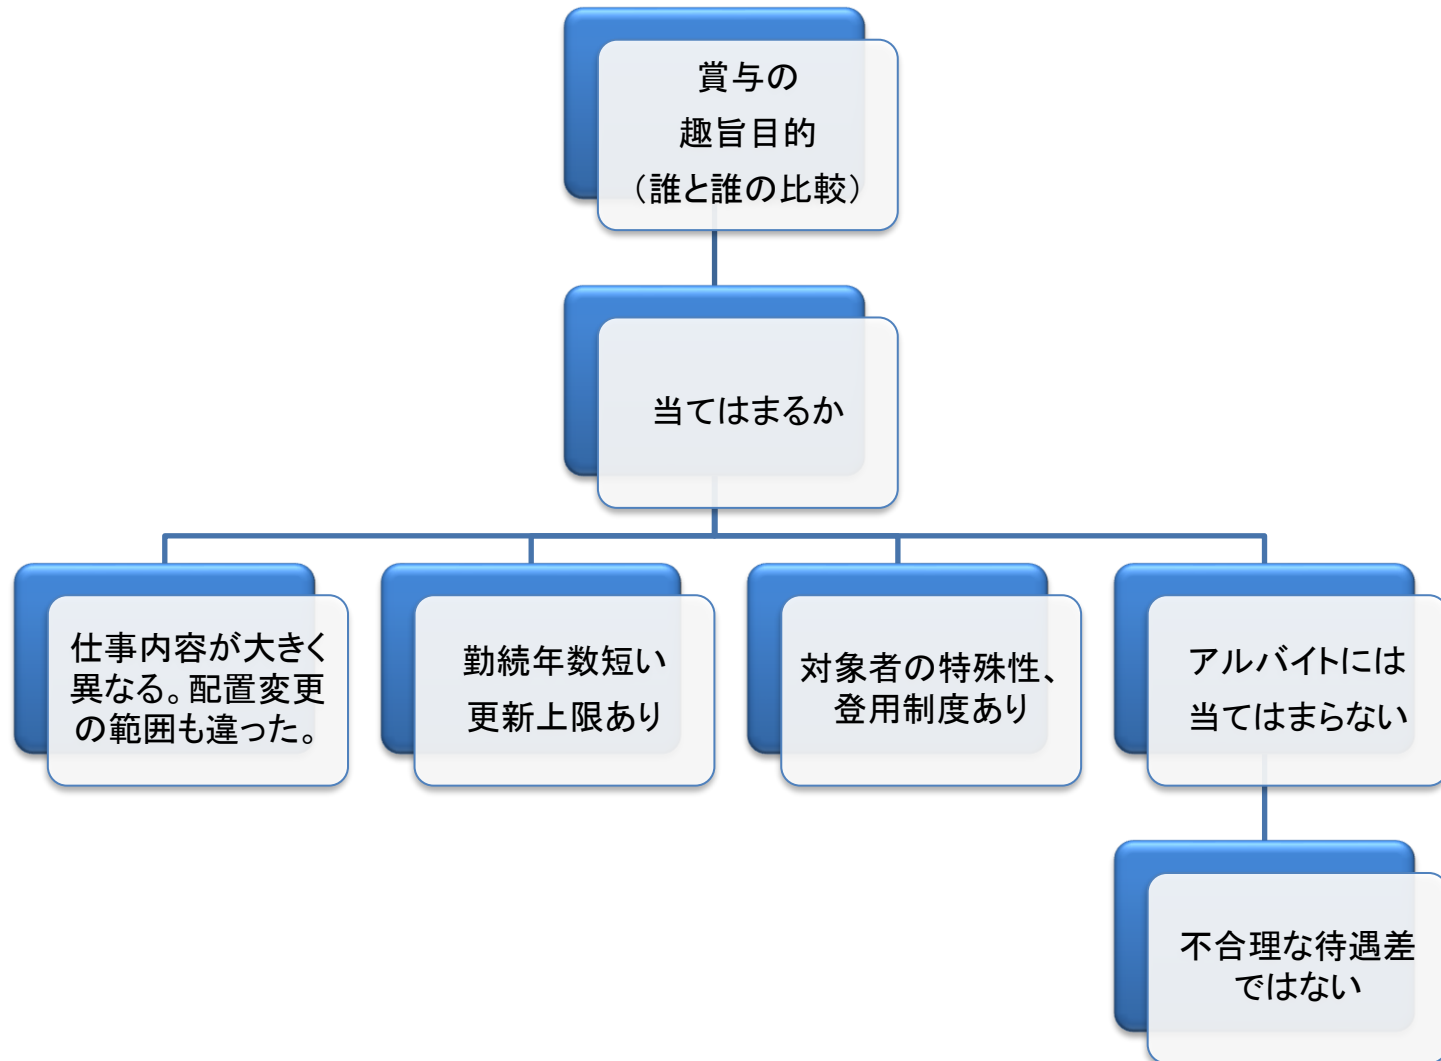 賞与の
趣旨目的
（誰と誰の比較）
当てはまるか
仕事内容が大きく
異なる。配置変更
の範囲も違った。
勤続年数短い
更新上限あり
対象者の特殊性、
登用制度あり
アルバイトには
当てはまらない
不合理な待遇差
ではない